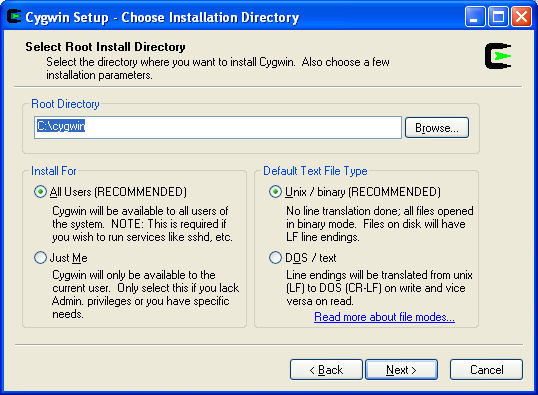 Cygwin Setup - Choose Installation Directory
Select Root Install Directory
Select the directory where you want to install Cygwin. Also choose a few
installation parameters.
Root Directory
C:\cygwin
Browse...
Install For
All Users (RECOMMENDED)
Cygwin will be available to all users of
the system. NOTE: This is required if
you wish to run services like sshd, etc.
Just Me
Cygwin will only be available to the
current user. Only select this if you lack
Admin. privileges or you have specific
needs.
Default Text File Type
Unix / binary (RECOMMENDED)
No line translation done; all files opened
in binary mode. Files on disk will have
LF line endings.
DOS / text
Line endings will be translated from unix
(LF) to DOS (CR-LF) on write and vice
versa on read.
Read more about file modes...
< Back
Next >
Cancel